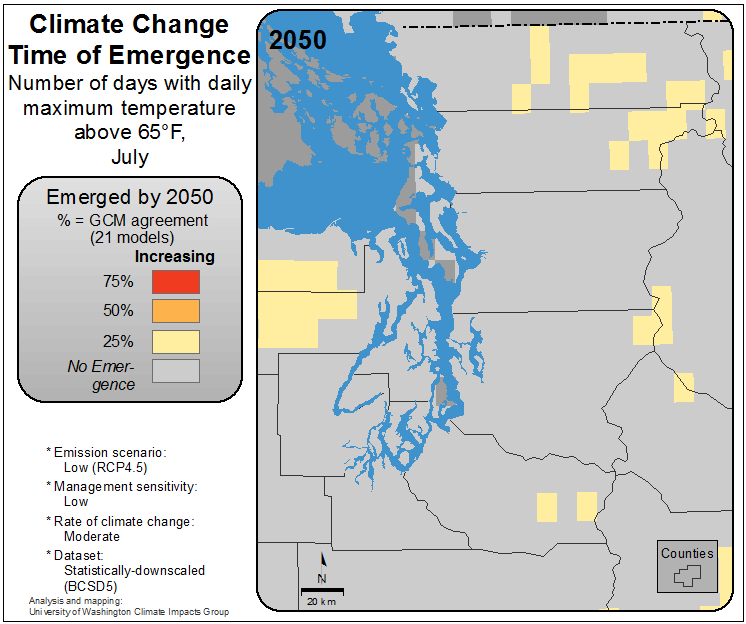 Climate Change
Time of Emergence
Number of days with daily
maximum temperature
above 65°F,
July
Emerged by 2050
% = GCM agreement
(21 models)
Increasing
75%
50%
25%
No Emer-
gence
* Emission scenario:
Low (RCP4.5)
* Management sensitivity:
Low
* Rate of climate change:
Moderate
* Dataset:
Statistically-downscaled
(BCSD5)
Analysis and mapping:
University of Washington Climate Impacts Group
2050
N
20 km
Counties